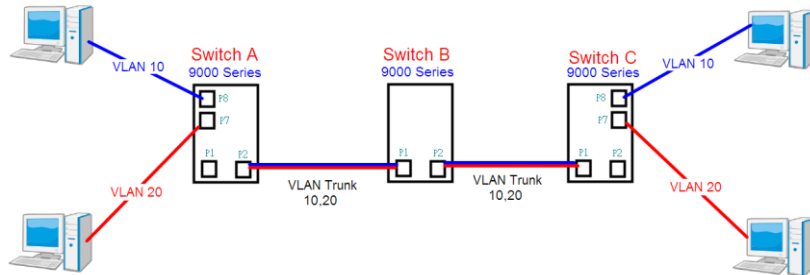 Switch A
9000 Series
Switch B
9000 Series
Switch C
9000 Series
VLAN 10
VLAN 10
P8
P7
P1
P2
P1
P2
P8
P7
P1
P2
VLAN 20
VLAN Trunk
10,20
VLAN Trunk
10,20
VLAN 20